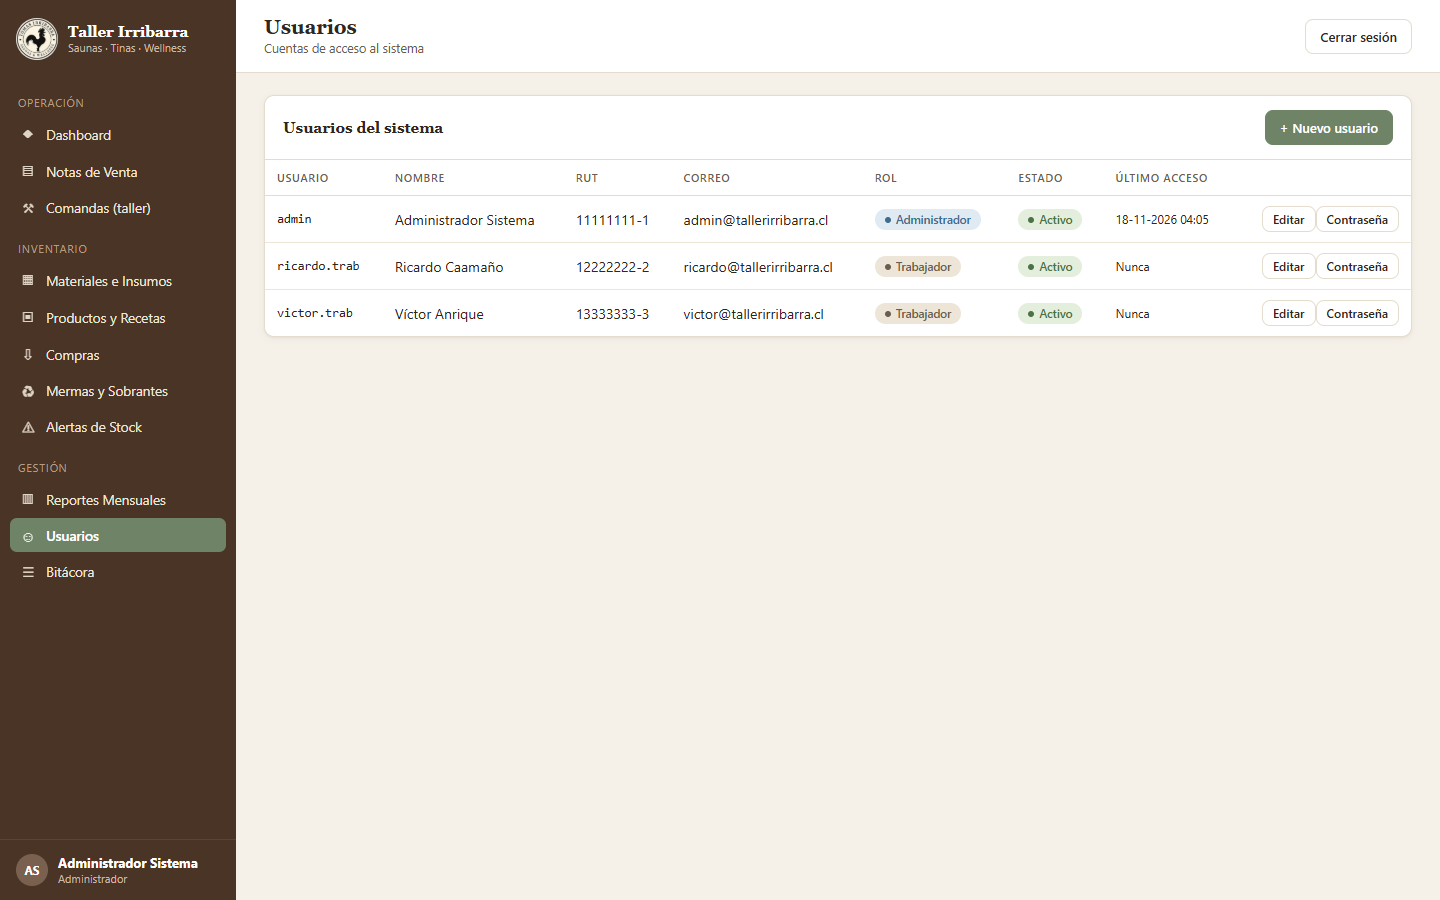 Taller Irribarra
Saunas · Tinas · Wellness
OPERACIÓN
Dashboard
Notas de Venta
Comandas (taller)
INVENTARIO
Materiales e Insumos
Productos y Recetas
Compras
Mermas y Sobrantes
Alertas de Stock
GESTIÓN
Reportes Mensuales
Usuarios
Bitácora
AS
Administrador Sistema
Administrador
Usuarios
Cuentas de acceso al sistema
Cerrar sesión
Usuarios del sistema
+ Nuevo usuario
USUARIO NOMBRE RUT CORREO ROL ESTADO ÚLTIMO ACCESO
admin Administrador Sistema 11111111-1 admin@tallerirribarra.cl Administrador Activo 18-11-2026 04:05 Editar Contraseña
ricardo.trab Ricardo Caamaño 12222222-2 ricardo@tallerirribarra.cl Trabajador Activo Nunca Editar Contraseña
victor.trab Víctor Anrique 13333333-3 victor@tallerirribarra.cl Trabajador Activo Nunca Editar Contraseña